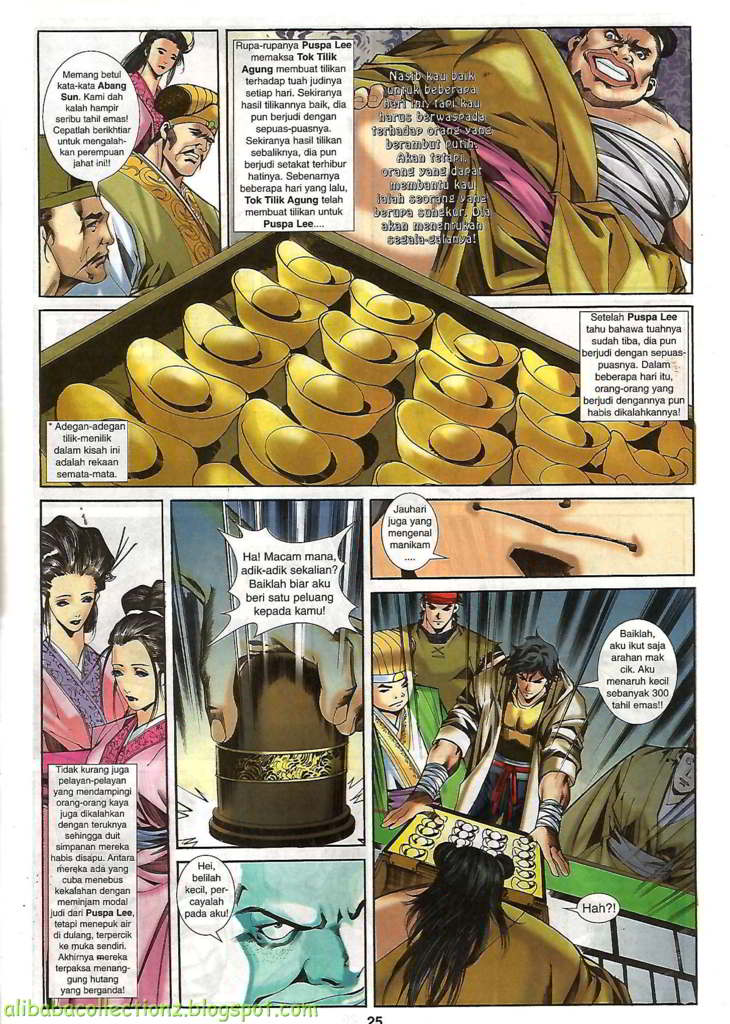 Memang betul
kata-kata Abang
Sun. Kami dah
kalah hampir
seribu tahil emas!
Cepatlah berikhtiar
untuk mengalah-
kan perempuan
jahat ini!!
Rupa-rupanya Puspa Lee
memaksa Tok Tilik
Agung membuat tilikan
terhadap tuah judinya
setiap hari. Sekiranya
hasil tilikannya baik, dia
pun berjudi dengan
sepuas-puasnya.
Sekiranya hasil tilikan
sebaliknya, dia pun
berjudi setakat terhibur
hatinya. Sebenarnya
beberapa hari yang lalu,
Tok Tilik Agung telah
membuat tilikan untuk
Puspa Lee....
Nasib kau baik
untuk beberapa
hari ini, tapi kau
harus berwaspada
terhadap orang yang
berambut putih.
Akan tetapi,
orang yang dapat
membantu kau
ialah seorang yang
berupa sungkur. Dia
akan menentukan
segala-galanya!
Setelah Puspa Lee
tahu bahawa tuahnya
sudah tiba, dia pun
berjudi dengan sepuas-
puasnya. Dalam
beberapa hari itu,
orang-orang yang
berjudi dengannya pun
habis dikalahkannya!
* Adegan-adegan
tilik-menilik
dalam kisah ini
adalah rekaan
semata-mata.
Tidak kurang juga
pelayan-pelayan
yang mendampingi
orang-orang kaya
juga dikalahkan
dengan teruknya
sehingga duit
simpanan mereka
habis disapu. Antara
mereka ada yang
cuba menebus
kekalahan dengan
meminjam modal
judi dari Puspa Lee,
tetapi menepuk air
di dulang, terpercik
ke muka sendiri.
Akhirnya mereka
terpaksa menang-
gung hutang
yang berganda!
Ha! Macam mana,
adik-adik sekalian?
Baiklah biar aku
beri satu peluang
kepada kamu!
Hei,
belilah
kecil, per-
cayalah
pada aku!
Jauhari
juga yang
mengenal
manikam
....
Baiklah,
aku ikut saja
arahan mak
cik. Aku
menaruh kecil
sebanyak 300
tahil emas!!
Hah?!
alibabacollectionz.blogspot.com
25